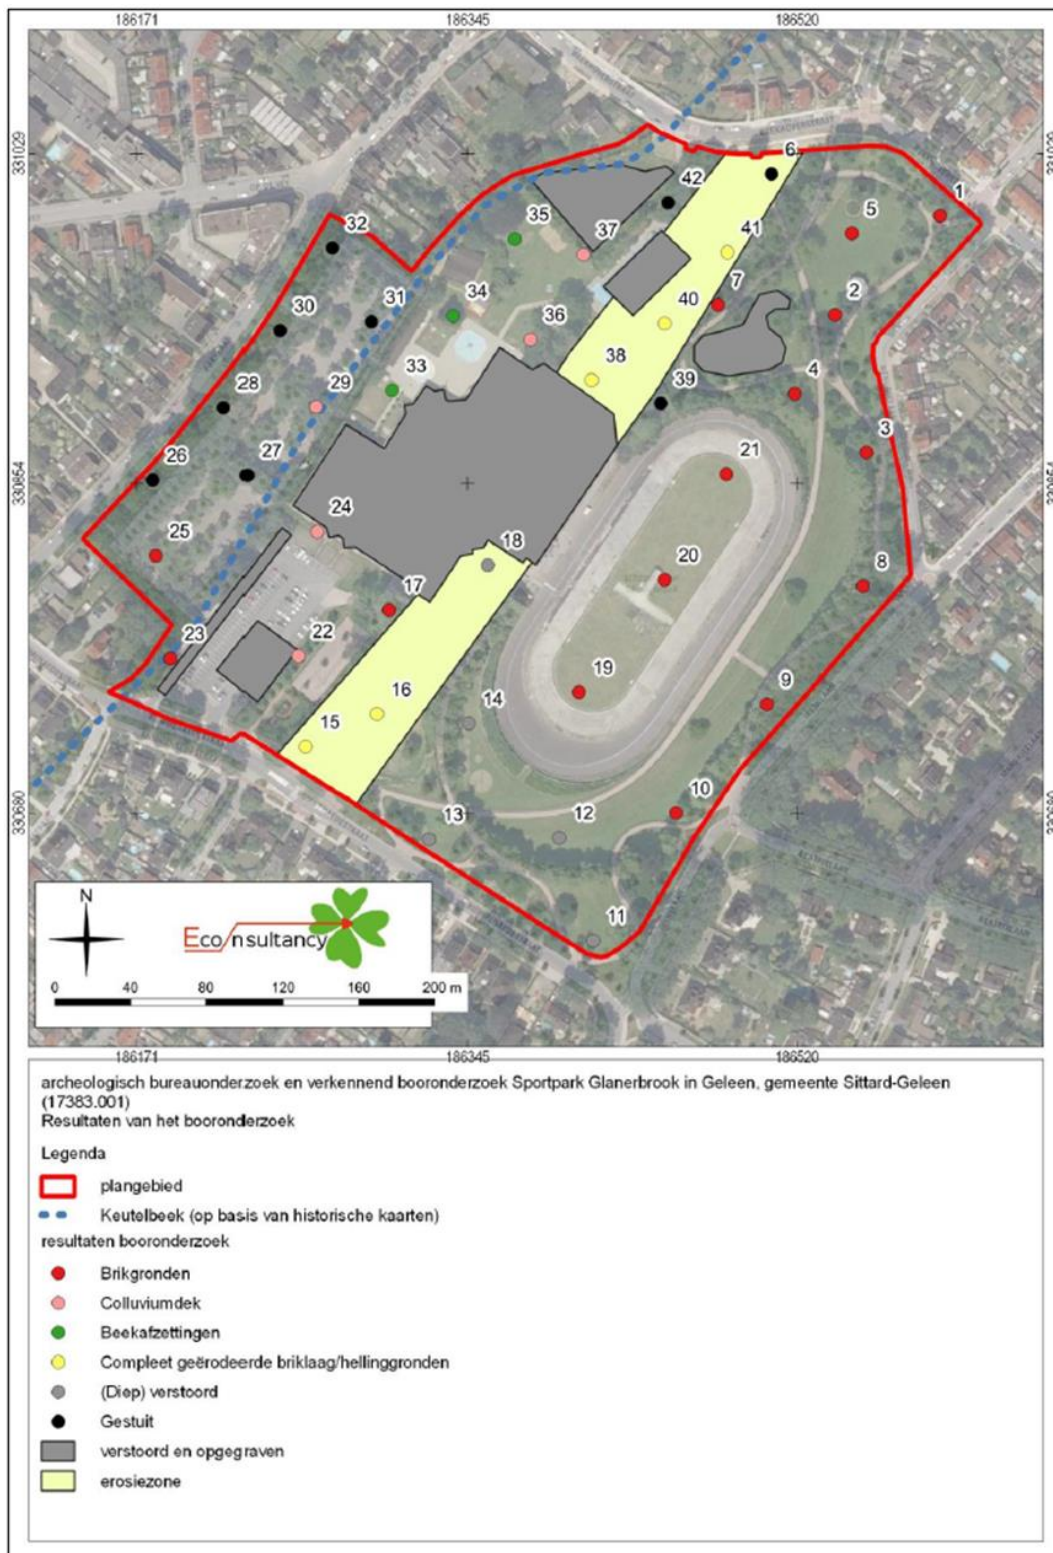 186171 186345 186520
331029 331029
6
1
42
5
35
37
41
32
7
2
34
31
30
40
36
4
38
33
29
39
28
3
21
26
27
330854 330854
24
18
25
20
8
17
23
22
19
9
14
16
15
10
12
13
330680 330680
11
N
Econsultancy
0 40 80 120 160 200 m
186171 186345 186520
archeologisch bureauonderzoek en verkennend booronderzoek Sportpark Glanerbrook in Geleen, gemeente Sittard-Geleen
(17383.001)
Resultaten van het booronderzoek
Legenda
plangebied
Keutelbeek (op basis van historische kaarten)
resultaten booronderzoek
Brikgronden
Colluviumdek
Beekafzettingen
Compleet geërodeerde briklaag/hellinggronden
(Diep) verstoord
Gestuit
verstoord en opgegraven
erosiezone